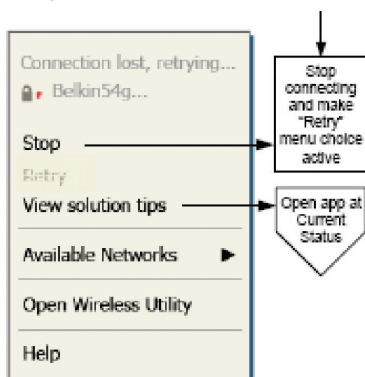 Connection lost, retrying...
Belkin54g...
Stop
Retry
View solution tips
Available Networks
Open Wireless Utility
Help
Stop
connecting
and make
"Retry"
menu choice
active
Open app at
Current
Status